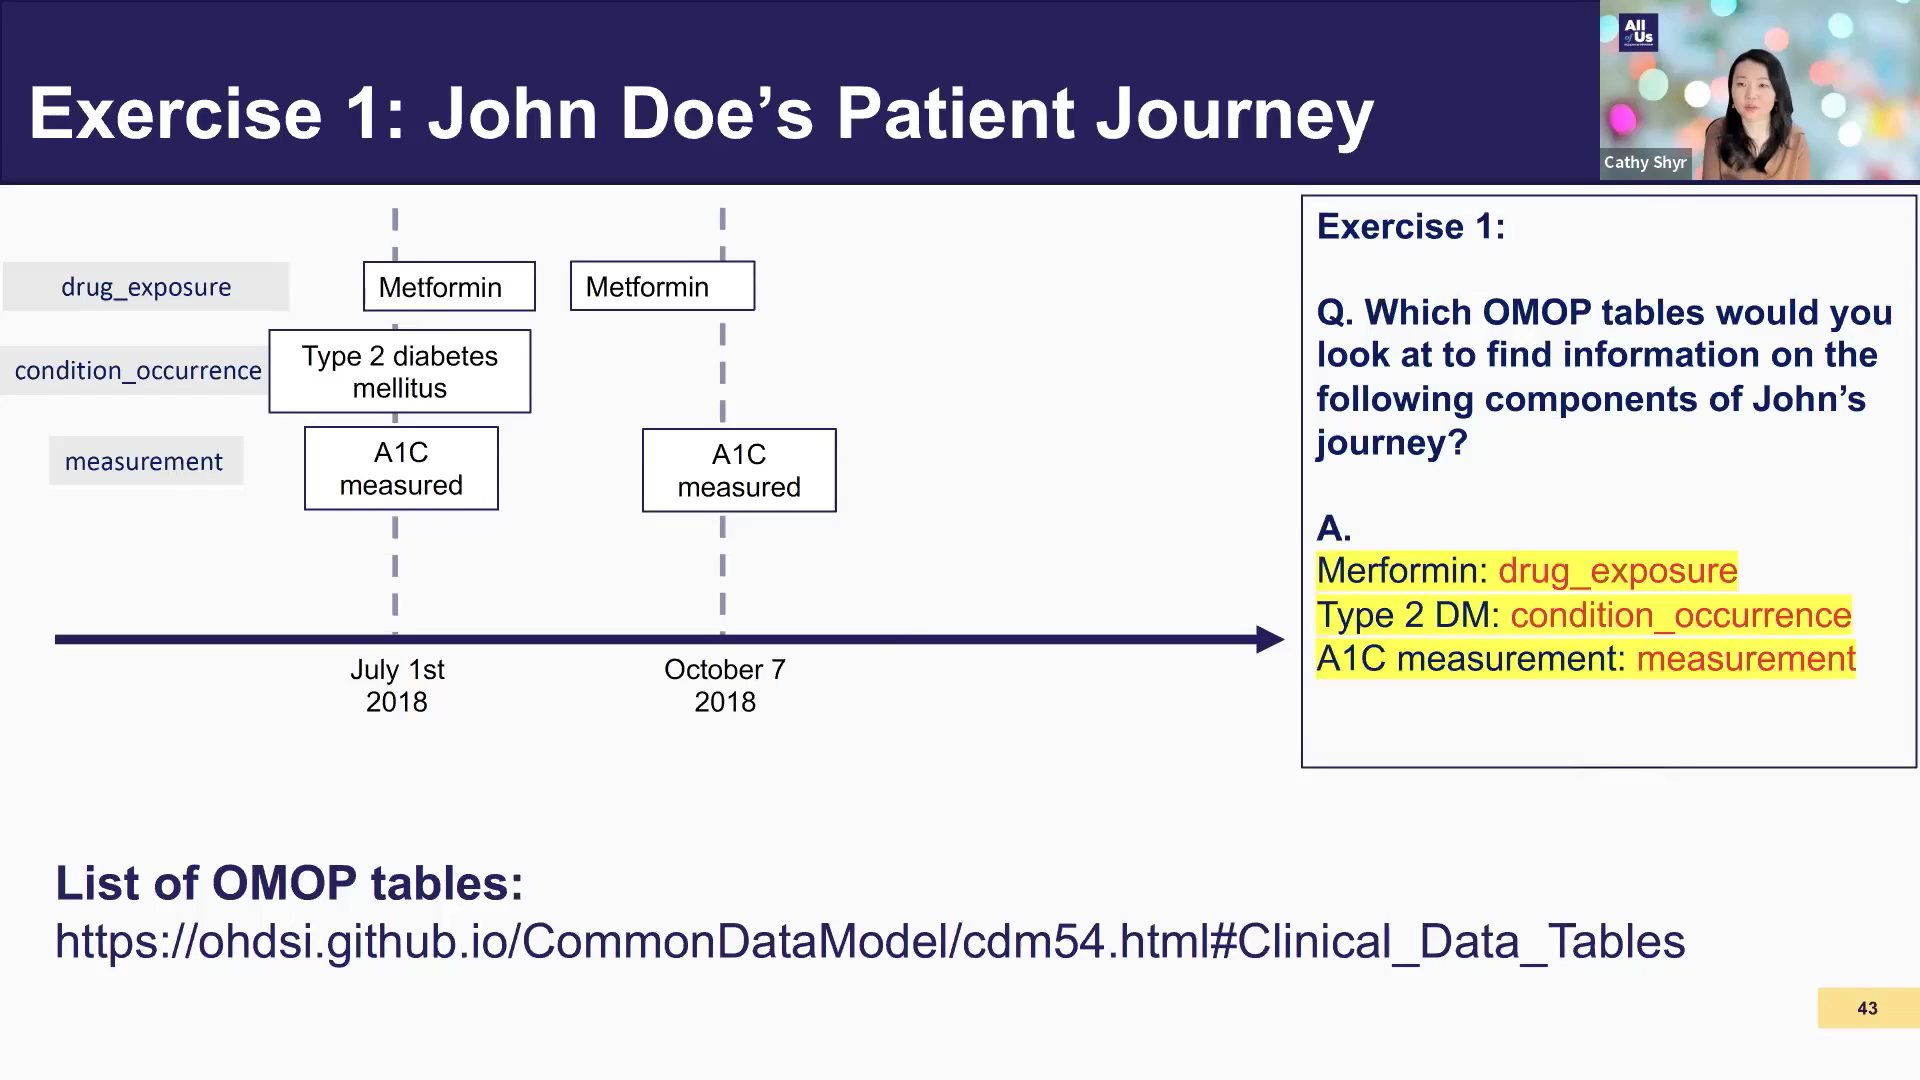 Exercise 1: John Doe’s Patient Journey
All
of Us
Cathy Shyr
drug_exposure
Metformin
Metformin
condition_occurrence
Type 2 diabetes
mellitus
measurement
A1C
measured
A1C
measured
July 1st
2018
October 7
2018
Exercise 1:
Q. Which OMOP tables would you
look at to find information on the
following components of John’s
journey?
A.
Merformin: drug_exposure
Type 2 DM: condition_occurrence
A1C measurement: measurement
List of OMOP tables:
https://ohdsi.github.io/CommonDataModel/cdm54.html#Clinical_Data_Tables
43